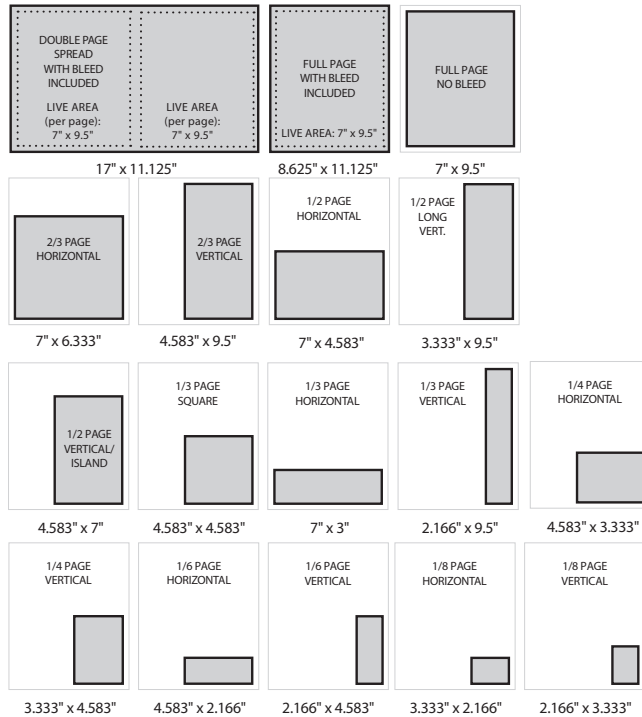 DOUBLE PAGE
SPREAD
WITH BLEED
INCLUDED
LIVE AREA
(per page):
7" x 9.5"
LIVE AREA
(per page):
7" x 9.5"
17" x 11.125"
FULL PAGE
WITH BLEED
INCLUDED
LIVE AREA: 7" x 9.5"
8.625" x 11.125"
FULL PAGE
NO BLEED
7" x 9.5"
2/3 PAGE
HORIZONTAL
7" x 6.333"
2/3 PAGE
VERTICAL
4.583" x 9.5"
1/2 PAGE
HORIZONTAL
7" x 4.583"
1/2 PAGE
LONG
VERT.
3.333" x 9.5"
1/2 PAGE
VERTICAL/
ISLAND
4.583" x 7"
1/3 PAGE
SQUARE
4.583" x 4.583"
1/3 PAGE
HORIZONTAL
7" x 3"
1/3 PAGE
VERTICAL
2.166" x 9.5"
1/4 PAGE
HORIZONTAL
4.583" x 3.333"
1/4 PAGE
VERTICAL
3.333" x 4.583"
1/6 PAGE
HORIZONTAL
4.583" x 2.166"
1/6 PAGE
VERTICAL
2.166" x 4.583"
1/8 PAGE
HORIZONTAL
3.333" x 2.166"
1/8 PAGE
VERTICAL
2.166" x 3.333"